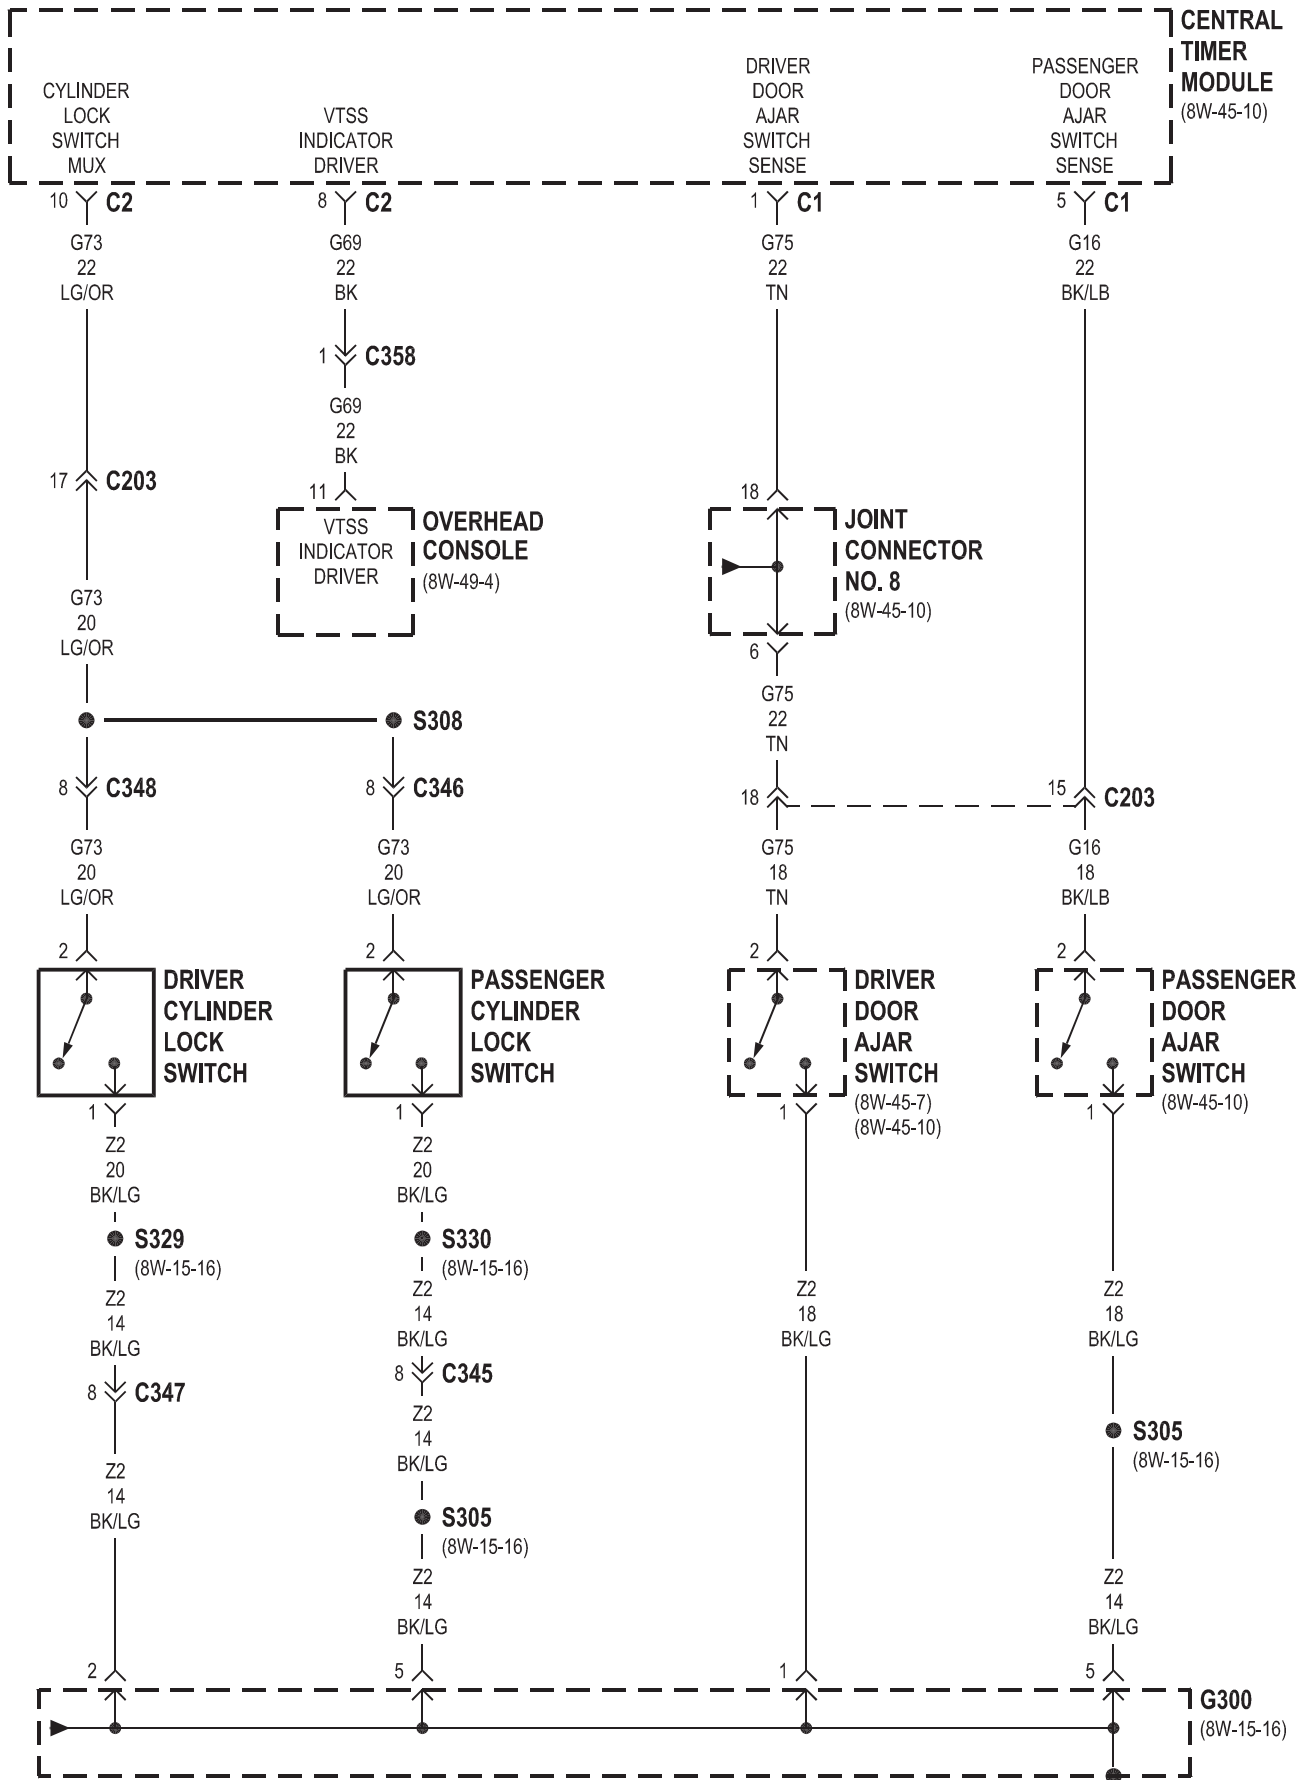 CENTRAL
TIMER
MODULE
(8W-45-10)
CYLINDER
LOCK
SWITCH
MUX
VTSS
INDICATOR
DRIVER
DRIVER
DOOR
AJAR
SWITCH
SENSE
PASSENGER
DOOR
AJAR
SWITCH
SENSE
10 C2
8 C2
1 C1
5 C1
G73
22
LG/OR
G69
22
BK
G75
22
TN
G16
22
BK/LB
1 C358
G69
22
BK
17 C203
11
18
VTSS
INDICATOR
DRIVER
OVERHEAD
CONSOLE
(8W-49-4)
JOINT
CONNECTOR
NO. 8
(8W-45-10)
G73
20
LG/OR
6
G75
22
TN
S308
8 C348
8 C346
18
15 C203
G73
20
LG/OR
G73
20
LG/OR
G75
18
TN
G16
18
BK/LB
2
2
2
2
DRIVER
CYLINDER
LOCK
SWITCH
PASSENGER
CYLINDER
LOCK
SWITCH
DRIVER
DOOR
AJAR
SWITCH
(8W-45-7)
(8W-45-10)
PASSENGER
DOOR
AJAR
SWITCH
(8W-45-10)
1
1
1
1
Z2
20
BK/LG
Z2
20
BK/LG
S329
(8W-15-16)
S330
(8W-15-16)
Z2
14
BK/LG
Z2
14
BK/LG
Z2
18
BK/LG
Z2
18
BK/LG
8 C347
8 C345
Z2
14
BK/LG
Z2
14
BK/LG
S305
(8W-15-16)
S305
(8W-15-16)
Z2
14
BK/LG
Z2
14
BK/LG
2
5
1
5
G300
(8W-15-16)